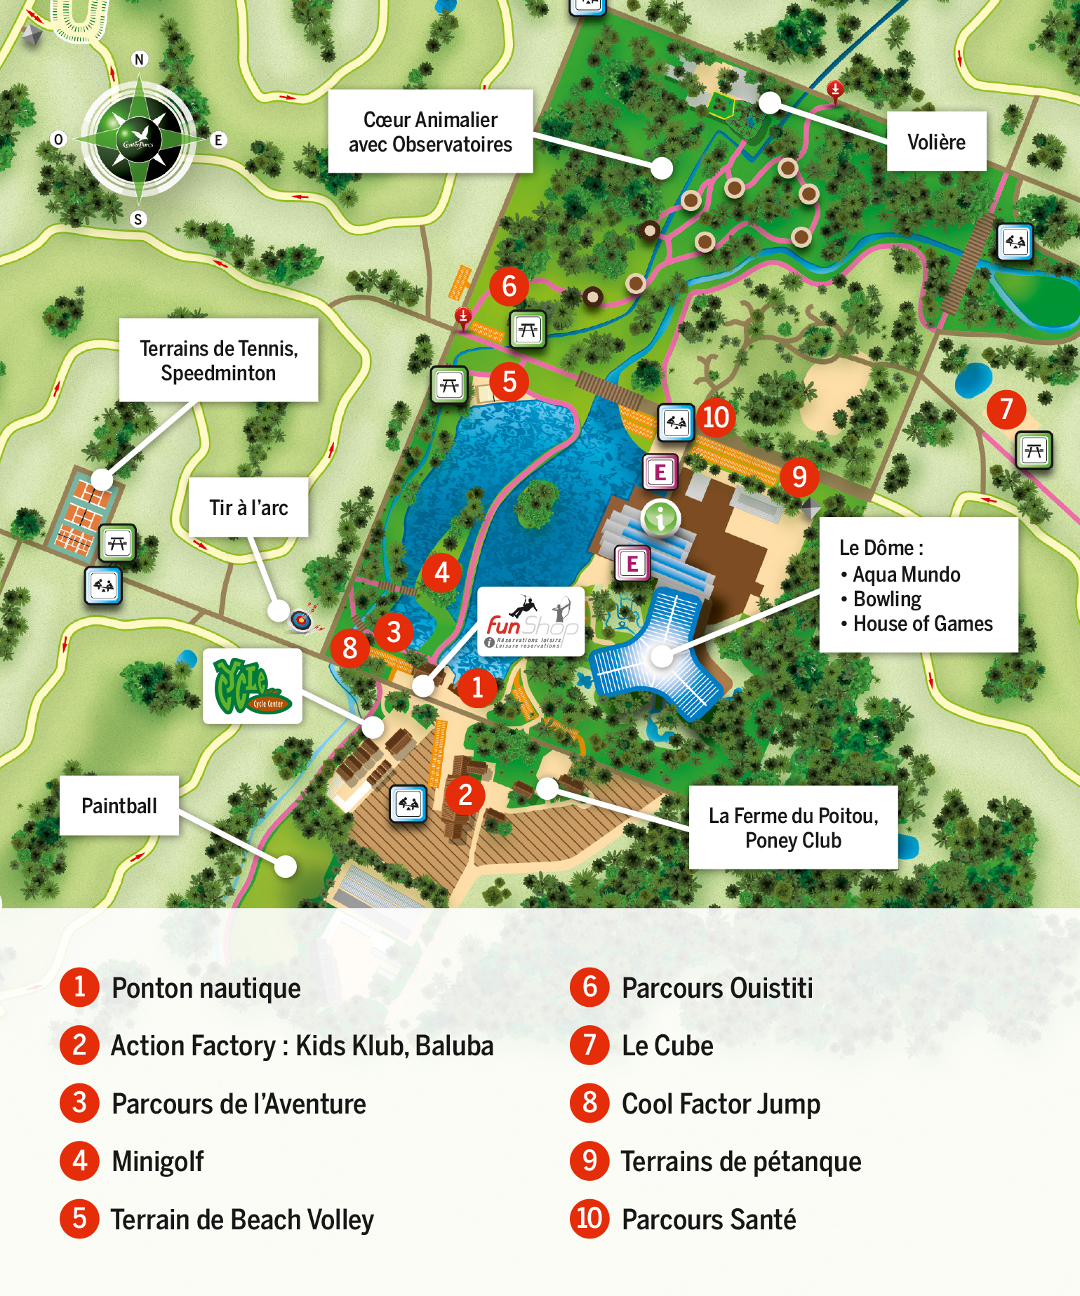 N
O
E
S
CenterParcs
Cœur Animalier
avec Observatoires
Volière
6
Terrains de Tennis,
Speedminton
5
7
10
E
9
Tir à l'arc
i
Le Dôme :
• Aqua Mundo
• Bowling
• House of Games
E
4
funShop
i Réservations loisirs
Leisure reservations!
3
8
1
Cycle Center
Paintball
2
La Ferme du Poitou,
Poney Club
1 Ponton nautique
2 Action Factory : Kids Klub, Baluba
3 Parcours de l'Aventure
4 Minigolf
5 Terrain de Beach Volley
6 Parcours Ouistiti
7 Le Cube
8 Cool Factor Jump
9 Terrains de pétanque
10 Parcours Santé